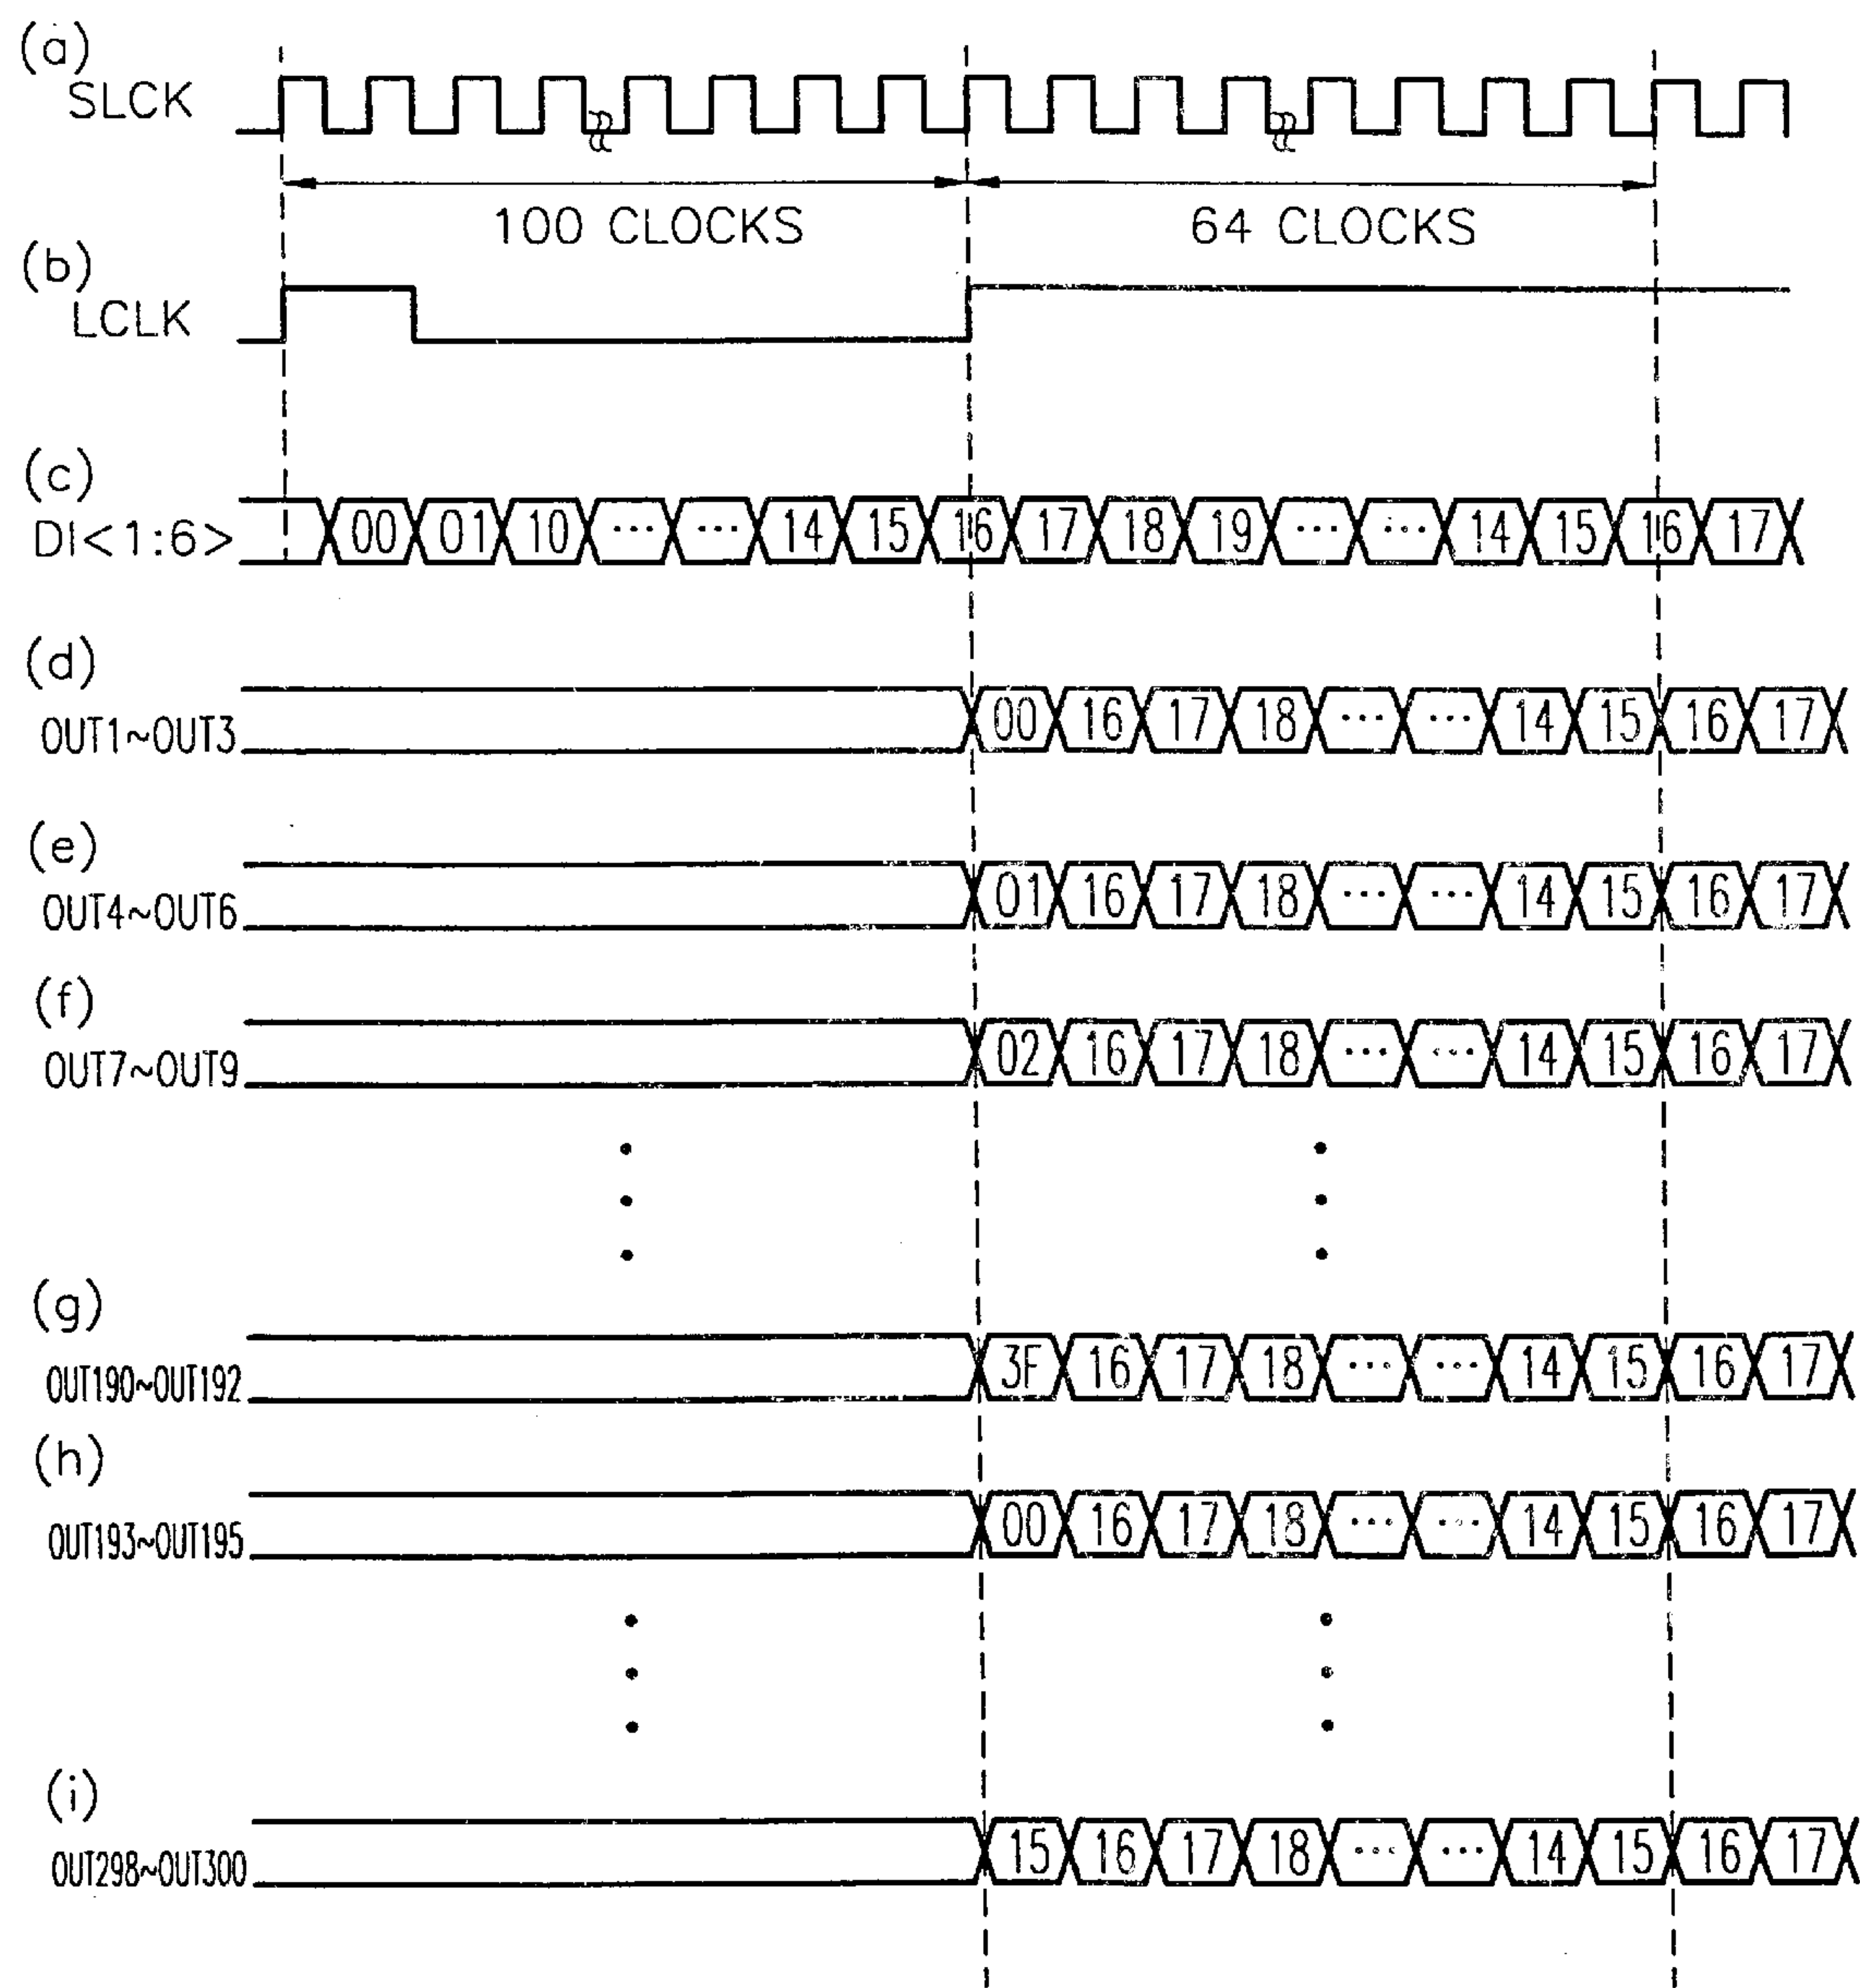 (a)
SLCK
100 CLOCKS 64 CLOCKS
(b)
LCLK
(c)
DI<1:6> 00 01 10 ... ... 14 15 16 17 18 19 ... ... 14 15 16 17
(d)
OUT1~OUT3 00 16 17 18 ... ... 14 15 16 17
(e)
OUT4~OUT6 01 16 17 18 ... ... 14 15 16 17
(f)
OUT7~OUT9 02 16 17 18 ... ... 14 15 16 17
(g)
OUT190~OUT192 3F 16 17 18 ... ... 14 15 16 17
(h)
OUT193~OUT195 00 16 17 18 ... ... 14 15 16 17
(i)
OUT298~OUT300 15 16 17 18 ... ... 14 15 16 17